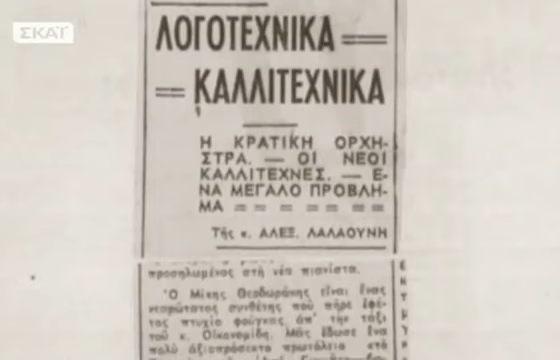 ΣΚΑΪ
ΛΟΓΟΤΕΧΝΙΚΑ ══
══ ΚΑΛΛΙΤΕΧΝΙΚΑ
Η ΚΡΑΤΙΚΗ ΟΡΧΗ-
ΣΤΡΑ. — ΟΙ ΝΕΟΙ
ΚΑΛΛΙΤΕΧΝΕΣ. — Ε-
ΝΑ ΜΕΓΑΛΟ ΠΡΟΒΛΗ-
ΜΑ = = = = = = =
Τῆς κ. ΑΛΕΞ. ΛΑΛΑΟΥΝΗ
προσηλωμένος στὴ νέα πιανίστα.
Ὁ Μίκης Θεοδωράκης εἶναι ἕνας
νεαρώτατος συνθέτης ποὺ πῆρε ἐφέ-
τος πτυχίο φούγκας ἀπ' τὴν τάξι
τοῦ κ. Οἰκονομίδη. Μᾶς ἔδωσε ἕνα
πολὺ ἀξιοπρόσεκτο πρωτόλειο στὸ